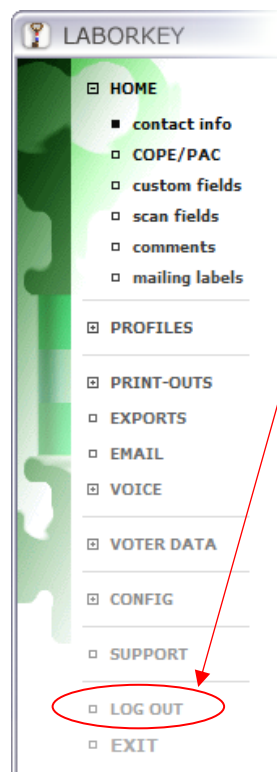 LABORKEY
HOME
contact info
COPE/PAC
custom fields
scan fields
comments
mailing labels
PROFILES
PRINT-OUTS
EXPORTS
EMAIL
VOICE
VOTER DATA
CONFIG
SUPPORT
LOG OUT
EXIT